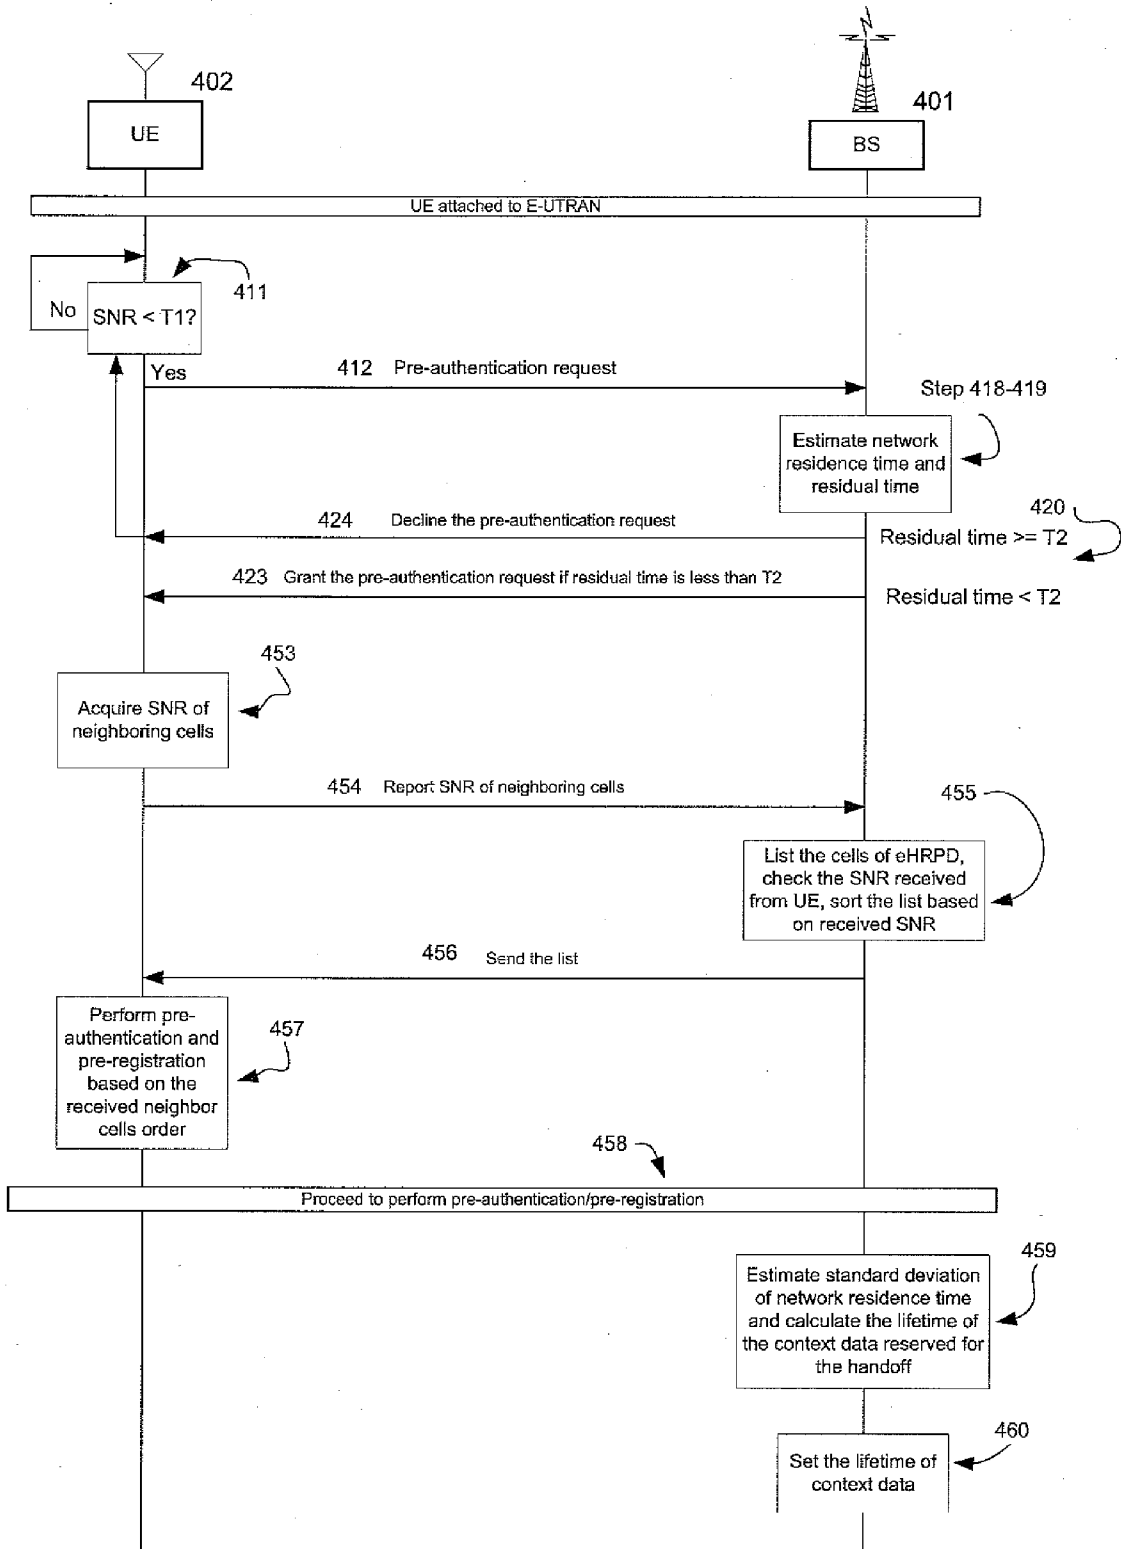 402
UE
401
BS
UE attached to E-UTRAN
411
No
SNR < T1?
Yes
412 Pre-authentication request
Step 418-419
Estimate network
residence time and
residual time
424 Decline the pre-authentication request
420
Residual time >= T2
423 Grant the pre-authentication request if residual time is less than T2
Residual time < T2
453
Acquire SNR of
neighboring cells
454 Report SNR of neighboring cells
455
List the cells of eHRPD,
check the SNR received
from UE, sort the list based
on received SNR
456 Send the list
Perform pre-
authentication and
pre-registration
based on the
received neighbor
cells order
457
458
Proceed to perform pre-authentication/pre-registration
459
Estimate standard deviation
of network residence time
and calculate the lifetime of
the context data reserved for
the handoff
460
Set the lifetime of
context data